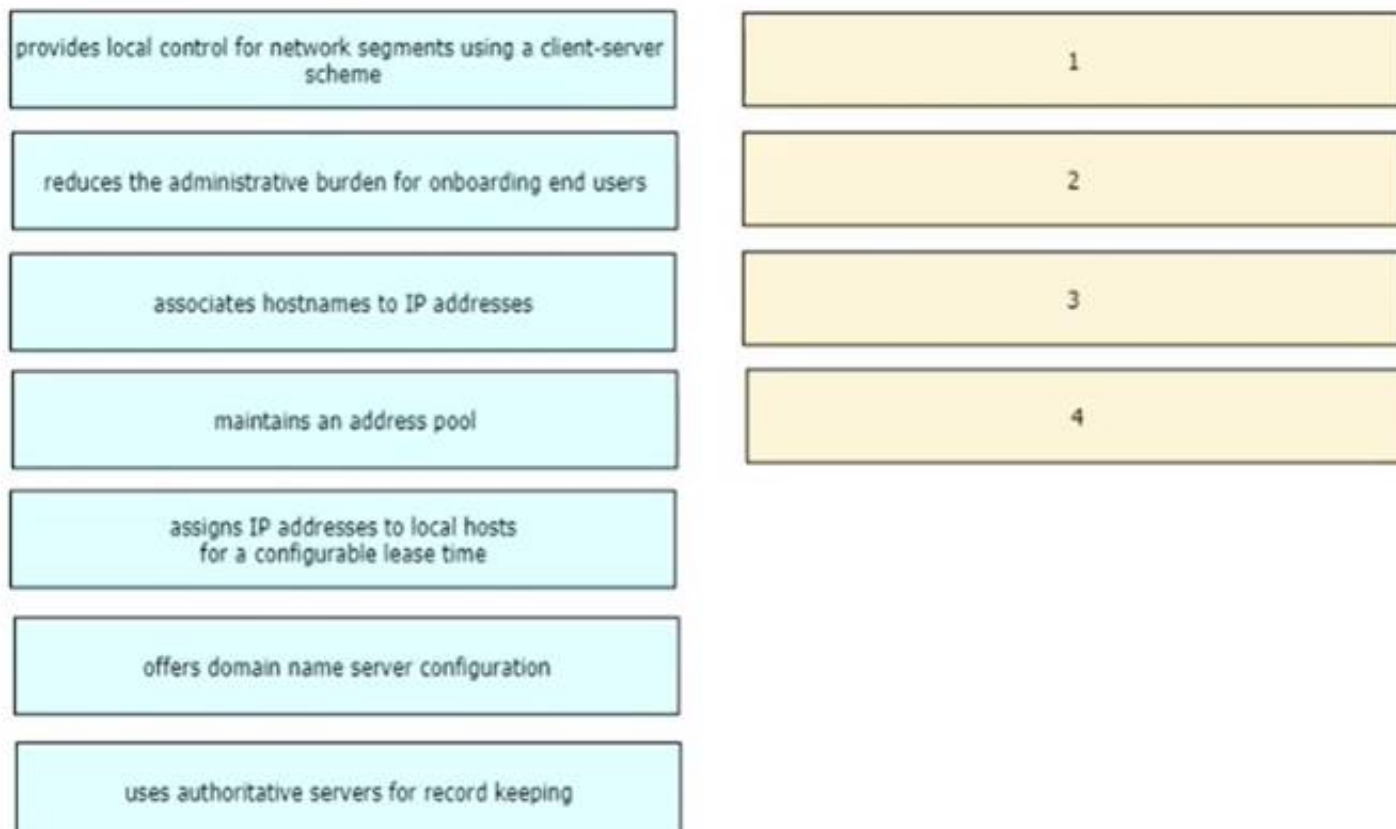 provides local control for network segments using a client-server
scheme
reduces the administrative burden for onboarding end users
associates hostnames to IP addresses
maintains an address pool
assigns IP addresses to local hosts
for a configurable lease time
offers domain name server configuration
uses authoritative servers for record keeping
1
2
3
4